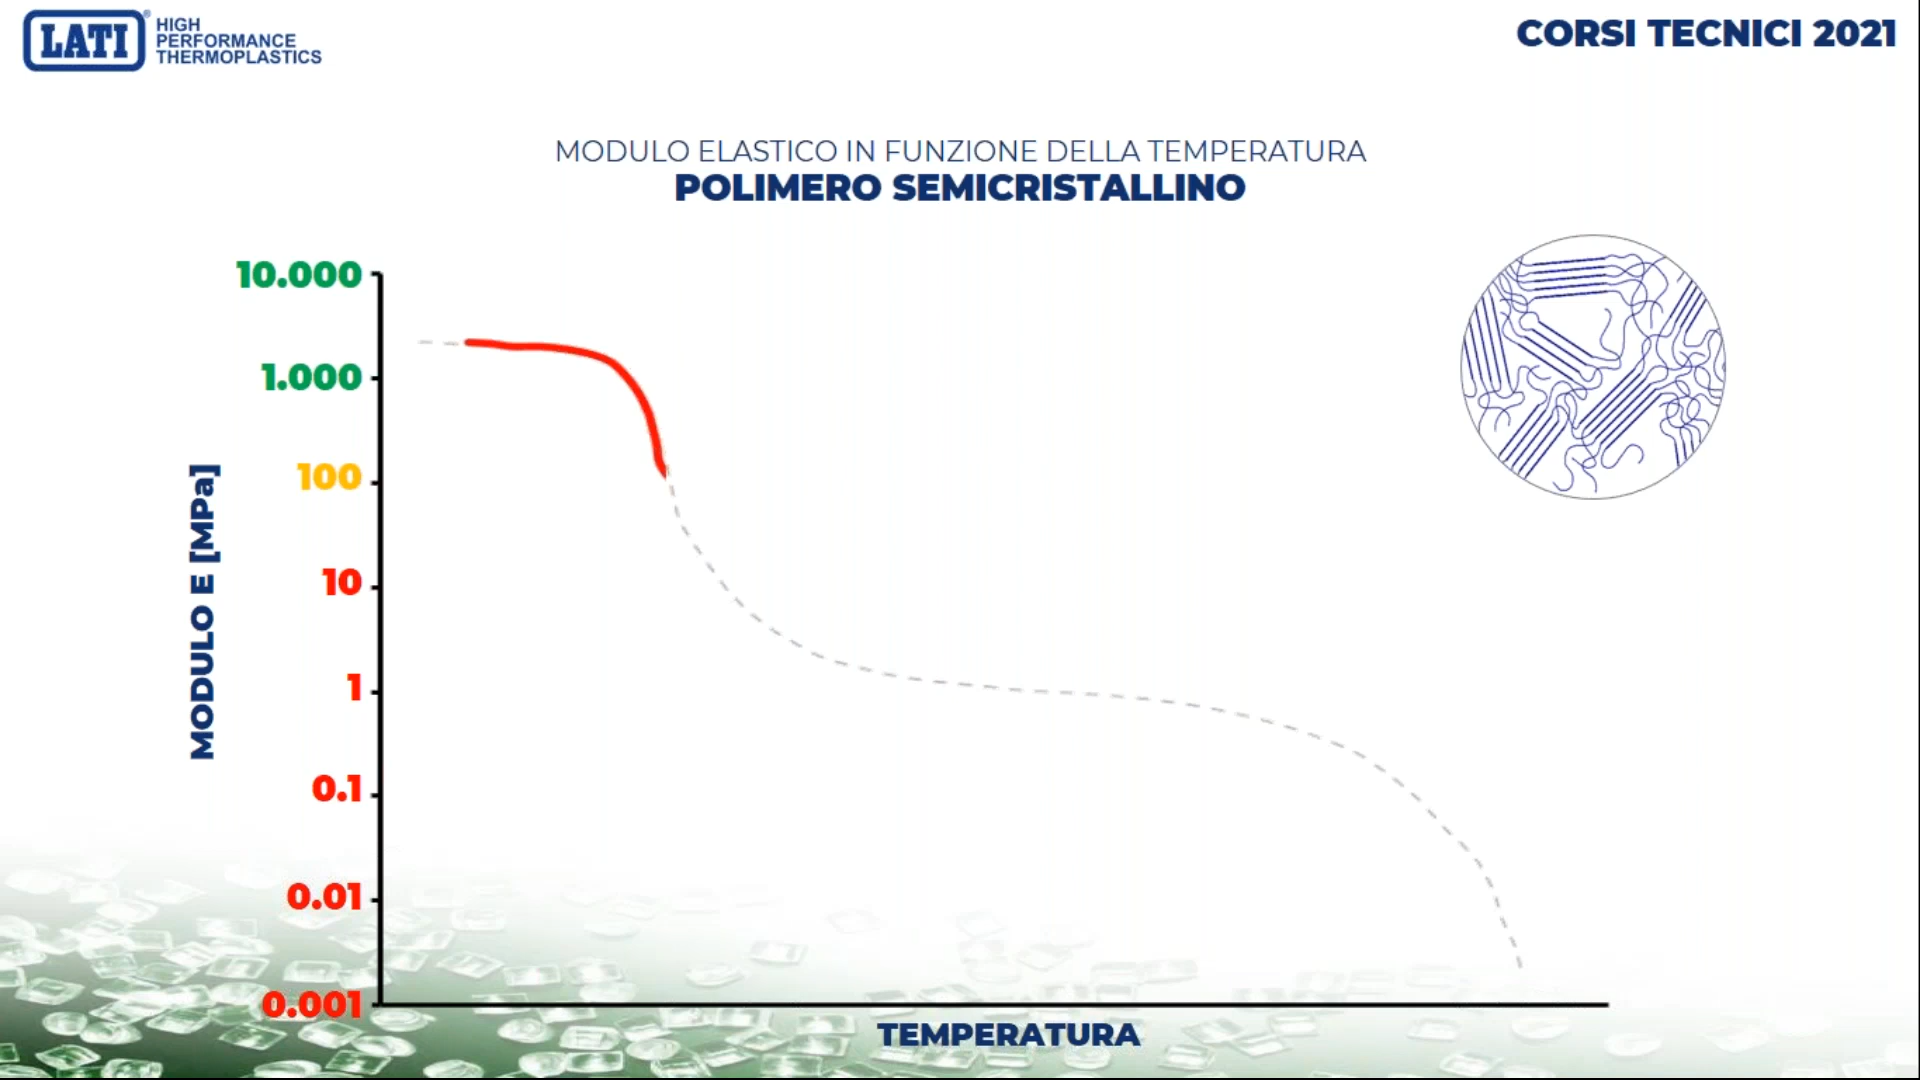 LATI®
HIGH
PERFORMANCE
THERMOPLASTICS
CORSI TECNICI 2021
MODULO ELASTICO IN FUNZIONE DELLA TEMPERATURA
POLIMERO SEMICRISTALLINO
10.000
1.000
100
10
1
0.1
0.01
0.001
MODULO E [MPa]
TEMPERATURA